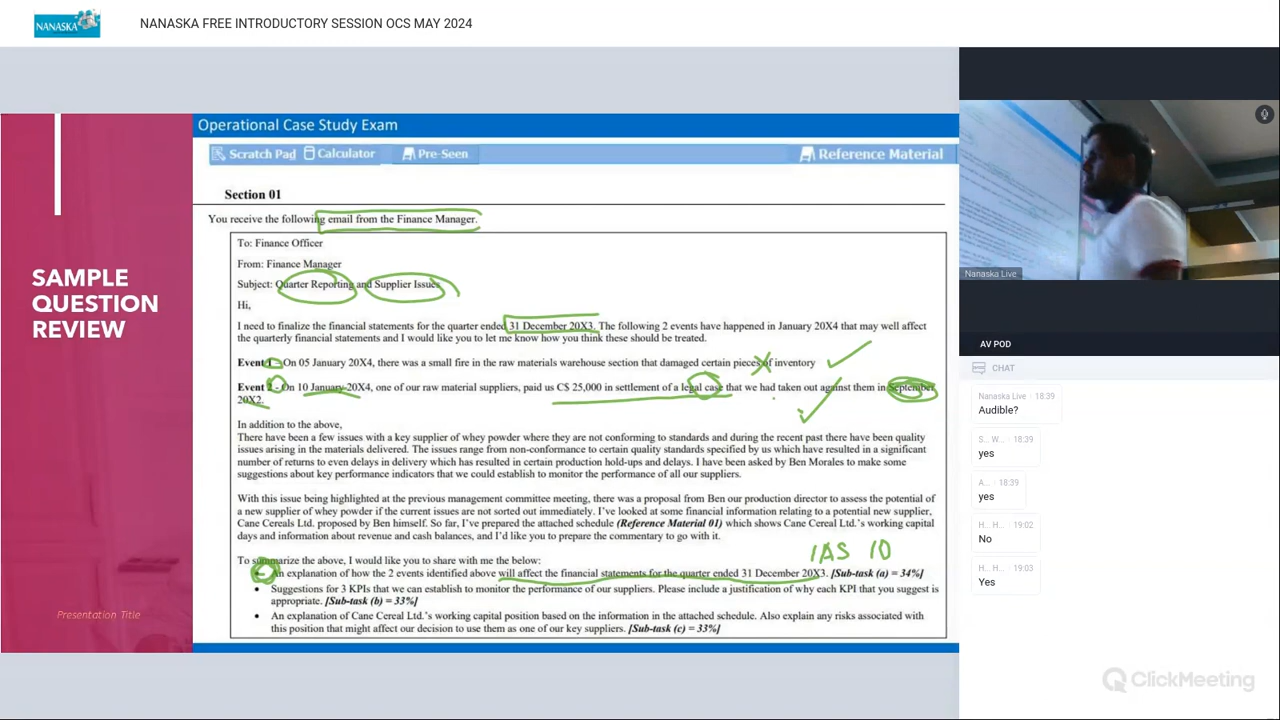 NANASKA
NANASKA FREE INTRODUCTORY SESSION OCS MAY 2024
SAMPLE
QUESTION
REVIEW
Presentation Title
Operational Case Study Exam
Scratch Pad Calculator Pre-Seen Reference Material
Section 01
You receive the following email from the Finance Manager.
To: Finance Officer
From: Finance Manager
Subject: Quarter Reporting and Supplier Issues
Hi,
I need to finalize the financial statements for the quarter ended 31 December 20X3. The following 2 events have happened in January 20X4 that may well affect
the quarterly financial statements and I would like you to let me know how you think these should be treated.
Event 1 - On 05 January 20X4, there was a small fire in the raw materials warehouse section that damaged certain pieces of inventory
Event 2 - On 10 January 20X4, one of our raw material suppliers, paid us C$ 25,000 in settlement of a legal case that we had taken out against them in September
20X2.
In addition to the above,
There have been a few issues with a key supplier of whey powder where they are not conforming to standards and during the recent past there have been quality
issues arising in the materials delivered. The issues range from non-conformance to certain quality standards specified by us which have resulted in a significant
number of returns to even delays in delivery which has resulted in certain production hold-ups and delays. I have been asked by Ben Morales to make some
suggestions about key performance indicators that we could establish to monitor the performance of all our suppliers.
With this issue being highlighted at the previous management committee meeting, there was a proposal from Ben our production director to assess the potential of
a new supplier of whey powder if the current issues are not sorted out immediately. I've looked at some financial information relating to a potential new supplier,
Cane Cereals Ltd. proposed by Ben himself. So far, I've prepared the attached schedule (Reference Material 01) which shows Cane Cereal Ltd.'s working capital
days and information about revenue and cash balances, and I'd like you to prepare the commentary to go with it.
IAS 10
To summarize the above, I would like you to share with me the below:
An explanation of how the 2 events identified above will affect the financial statements for the quarter ended 31 December 20X3. [Sub-task (a) = 34%]
• Suggestions for 3 KPIs that we can establish to monitor the performance of our suppliers. Please include a justification of why each KPI that you suggest is
appropriate. [Sub-task (b) = 33%]
• An explanation of Cane Cereal Ltd.'s working capital position based on the information in the attached schedule. Also explain any risks associated with
this position that might affect our decision to use them as one of our key suppliers. [Sub-task (c) = 33%]
Nanaska Live
AV POD
CHAT
Nanaska Live 18:39
Audible?
S... W... 18:39
yes
A... 18:39
yes
H... H... 19:02
No
H... H... 19:03
Yes
ClickMeeting